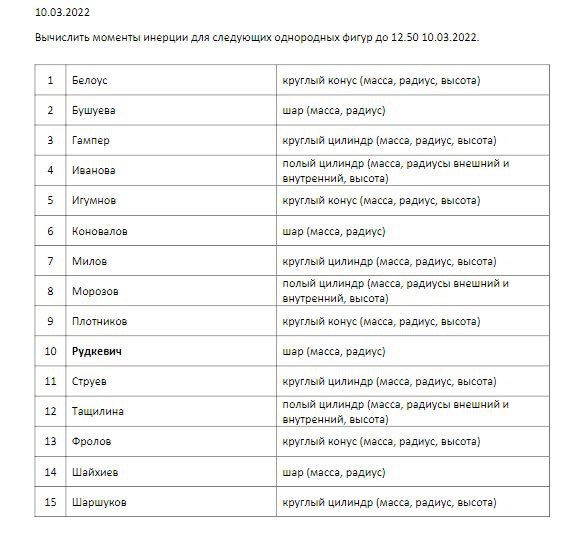 10.03.2022
Вычислить моменты инерции для следующих однородных фигур до 12.50 10.03.2022.
1 Белоус круглый конус (масса, радиус, высота)
2 Бушуева шар (масса, радиус)
3 Гампер круглый цилиндр (масса, радиус, высота)
4 Иванова полый цилиндр (масса, радиусы внешний и
внутренний, высота)
5 Игумнов круглый конус (масса, радиус, высота)
6 Коновалов шар (масса, радиус)
7 Милов круглый цилиндр (масса, радиус, высота)
8 Морозов полый цилиндр (масса, радиусы внешний и
внутренний, высота)
9 Плотников круглый конус (масса, радиус, высота)
10 Рудкевич шар (масса, радиус)
11 Струев круглый цилиндр (масса, радиус, высота)
12 Тащилина полый цилиндр (масса, радиусы внешний и
внутренний, высота)
13 Фролов круглый конус (масса, радиус, высота)
14 Шайхиев шар (масса, радиус)
15 Шаршуков круглый цилиндр (масса, радиус, высота)